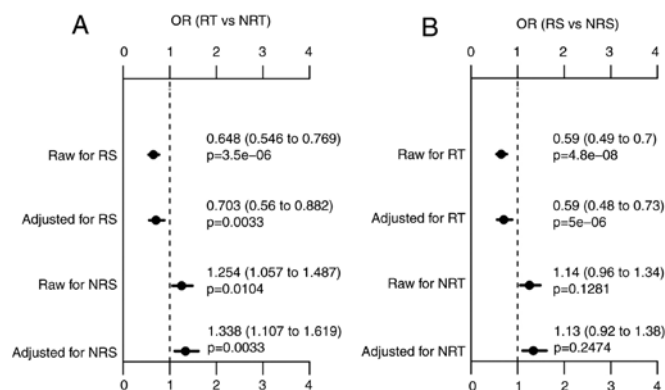 A
OR (RT vs NRT)
0 1 2 3 4
Raw for RS
0.648 (0.546 to 0.769)
p=3.5e−06
Adjusted for RS
0.703 (0.56 to 0.882)
p=0.0033
Raw for NRS
1.254 (1.057 to 1.487)
p=0.0104
Adjusted for NRS
1.338 (1.107 to 1.619)
p=0.0033
0 1 2 3 4
B
OR (RS vs NRS)
0 1 2 3 4
Raw for RT
0.59 (0.49 to 0.7)
p=4.8e−08
Adjusted for RT
0.59 (0.48 to 0.73)
p=5e−06
Raw for NRT
1.14 (0.96 to 1.34)
p=0.1281
Adjusted for NRT
1.13 (0.92 to 1.38)
p=0.2474
0 1 2 3 4